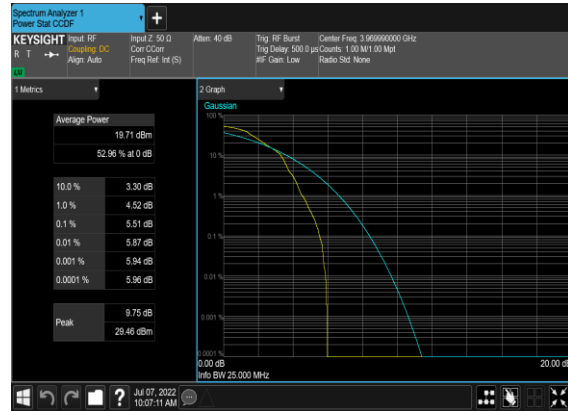 Spectrum Analyzer 1
Power Stat CCDF
KEYSIGHT
R T
LXI
Input: RF
Coupling: DC
Align: Auto
Input Z: 50 Ω
Corr CCorr
Freq Ref: Int (S)
Atten: 40 dB
Trig: RF Burst
Trig Delay: 500.0 µs
#IF Gain: Low
Center Freq: 3.969990000 GHz
Counts: 1.00 M/1.00 Mpt
Radio Std: None
1 Metrics
Average Power
19.71 dBm
52.96 % at 0 dB
10.0 % 3.30 dB
1.0 % 4.52 dB
0.1 % 5.51 dB
0.01 % 5.87 dB
0.001 % 5.94 dB
0.0001 % 5.96 dB
Peak
9.75 dB
29.46 dBm
2 Graph
Gaussian
100 %
10 %
1 %
0.1 %
0.01 %
0.001 %
0.0001 %
0.00 dB 20.00 dB
Info BW 25.000 MHz
?
Jul 07, 2022
10:07:11 AM